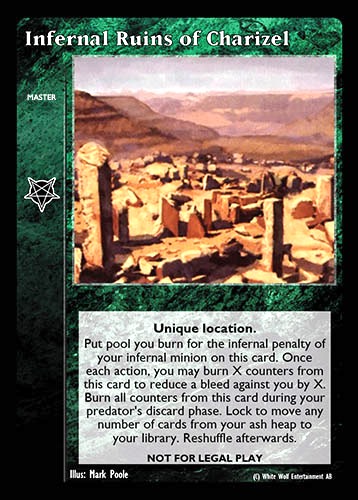 Infernal Ruins of Charizel
MASTER
Unique location.
Put pool you burn for the infernal penalty of
your infernal minion on this card. Once
each action, you may burn X counters from
this card to reduce a bleed against you by X.
Burn all counters from this card during your
predator's discard phase. Lock to move any
number of cards from your ash heap to
your library. Reshuffle afterwards.
NOT FOR LEGAL PLAY
Illus: Mark Poole
(C) White Wolf Entertainment AB